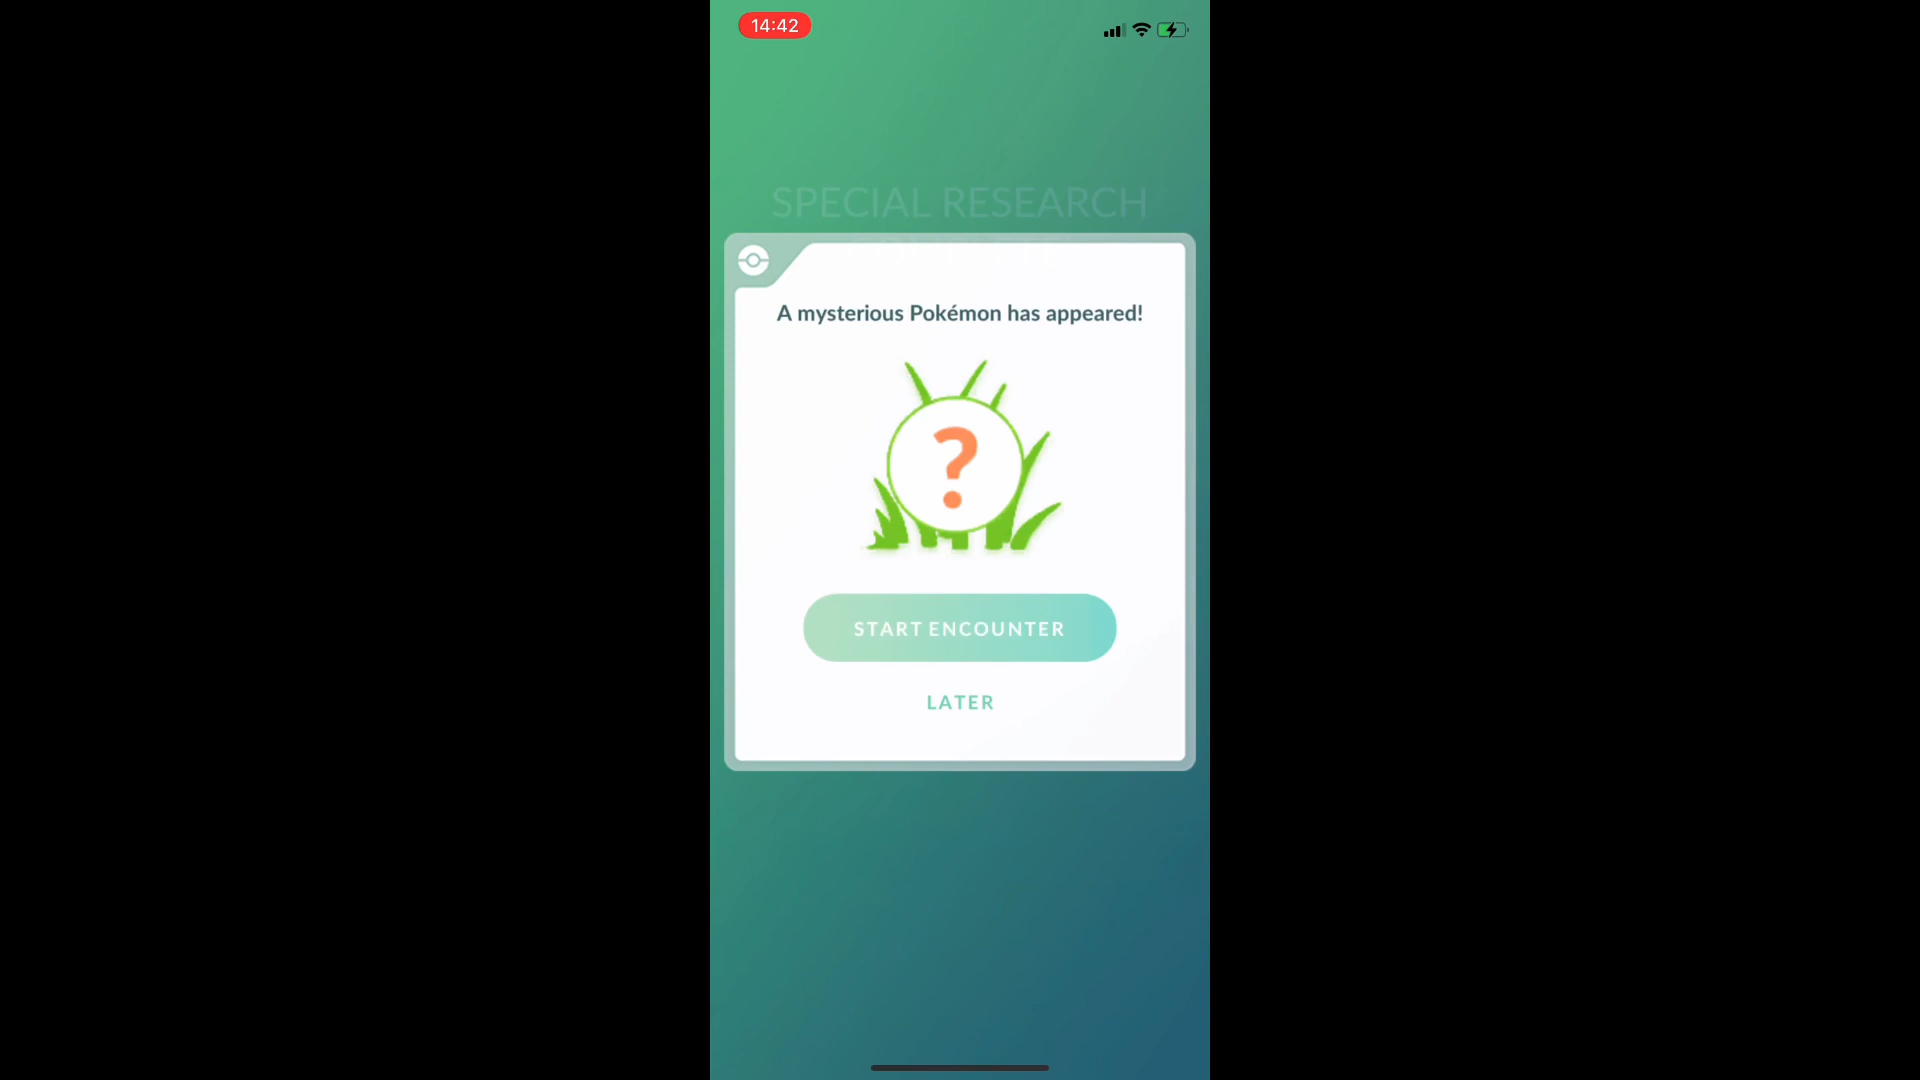 14:42
SPECIAL RESEARCH
A mysterious Pokémon has appeared!
?
START ENCOUNTER
LATER